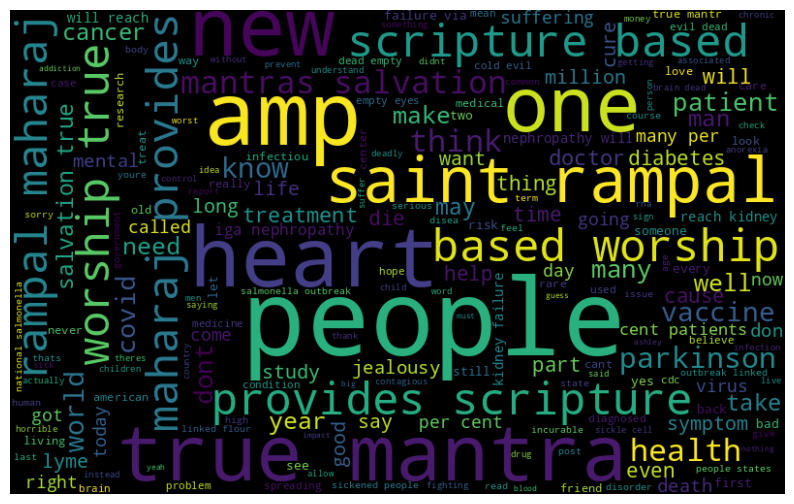 new
scripture based
mantras salvation
amp
one
people
heart
saint rampal
based worship
provides scripture
true mantra
rampal maharaj
worship true
maharaj provides
salvation true
will reach
cancer
failure via
suffering
cure
true mantr
chronic
something
mean
money
getting
body
way
without
prevent
understand
dead empty
didnt
cold evil
evil dead
associated
common
addiction
case
research
million
love
will
care
brain dead
patient
empty eyes
medical
make
two
person
course
check
man
youre
worst
idea
control
report
mental
treat
know
infectiou
deadly
think
nephropathy will
many per
look
anorexia
doctor
diabetes
want
suffer
center
serious
thing
term
sign
rna
reach kidney
really
life
disea
feel
someone
sorry
old
long
called
treatment
die
may
time
risk
going
age
every
need
iga nephropathy
government
let
hope
child
help
day
rare
used
issue
many
well
now
men
saying
salmonella outbreak
word
cause
covid
never
medicine
come
thank
must
guess
vaccine
cent patients
don
kidney failure
national salmonella
thats
theres
sick
children
dont
country
study
jealousy
still
part
ashley
believe
parkinson
actually
condition
big
contagious
yes
cdc
cant
said
state
virus
outbreak linked
infection
live
human
world
today
american
got
year
say
per cent
incurable
diagnosed
sickle cell
back
symptom
take
bad
horrible
linked flour
high
good
give
nothing
living
last
lyme
right
brain
instead
yeah
problem
see
impact
allow
spreading
sickened people
fighting
drug
read
blood
post
disorder
friend
even
health
people states
death
first